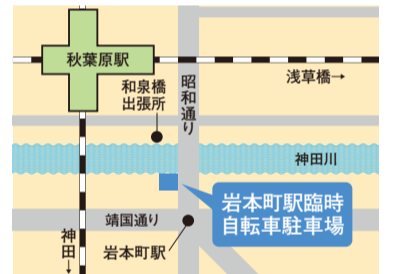 秋葉原駅
昭和通り
浅草橋→
和泉橋
出張所
神田川
岩本町駅臨時
自転車駐車場
靖国通り
神田→
岩本町駅